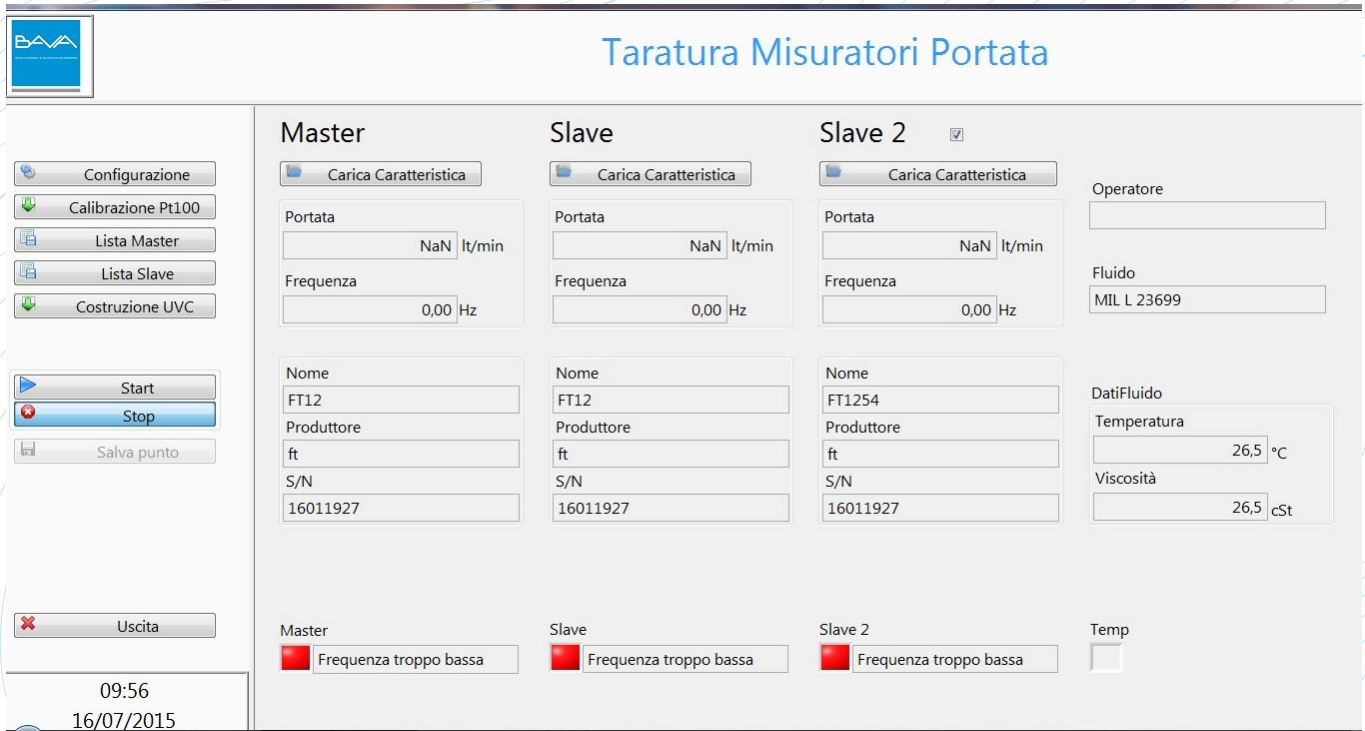 BAVA
Taratura Misuratori Portata
Configurazione
Calibrazione Pt100
Lista Master
Lista Slave
Costruzione UVC
Start
Stop
Salva punto
Uscita
09:56
16/07/2015
Master
Carica Caratteristica
Portata
NaN lt/min
Frequenza
0,00 Hz
Nome
FT12
Produttore
ft
S/N
16011927
Master
Frequenza troppo bassa
Slave
Carica Caratteristica
Portata
NaN lt/min
Frequenza
0,00 Hz
Nome
FT12
Produttore
ft
S/N
16011927
Slave
Frequenza troppo bassa
Slave 2
Carica Caratteristica
Portata
NaN lt/min
Frequenza
0,00 Hz
Nome
FT1254
Produttore
ft
S/N
16011927
Slave 2
Frequenza troppo bassa
Operatore
Fluido
MIL L 23699
DatiFluido
Temperatura
26,5 °C
Viscosità
26,5 cSt
Temp